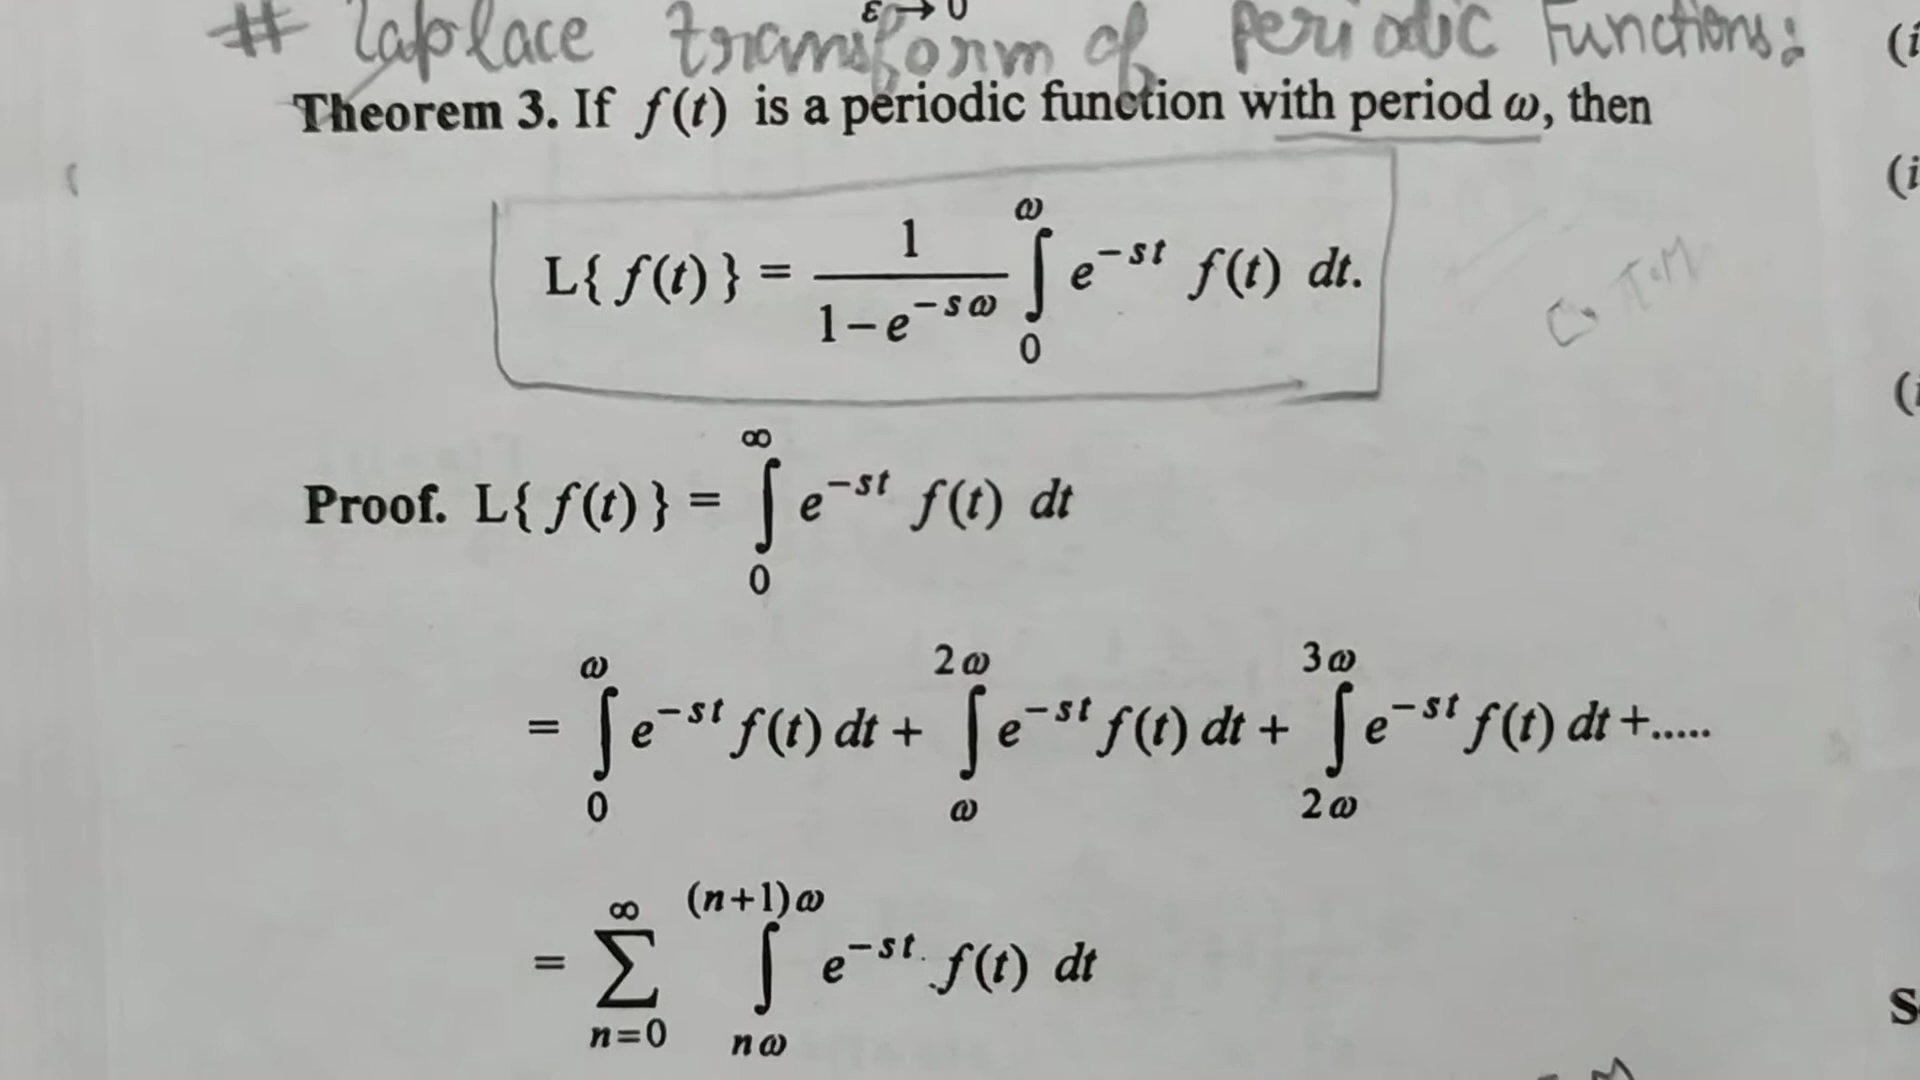 ε → 0
# Laplace transform of periodic Functions:
Theorem 3. If f(t) is a periodic function with period ω, then
L{ f(t) } = 1 / (1−e^{−sω}) ∫_0^ω e^{−st} f(t) dt.
Proof. L{ f(t) } = ∫_0^∞ e^{−st} f(t) dt
= ∫_0^ω e^{−st} f(t) dt + ∫_ω^{2ω} e^{−st} f(t) dt + ∫_{2ω}^{3ω} e^{−st} f(t) dt +.....
= ∑_{n=0}^∞ ∫_{nω}^{(n+1)ω} e^{−st} f(t) dt
(i
(i
(i
S